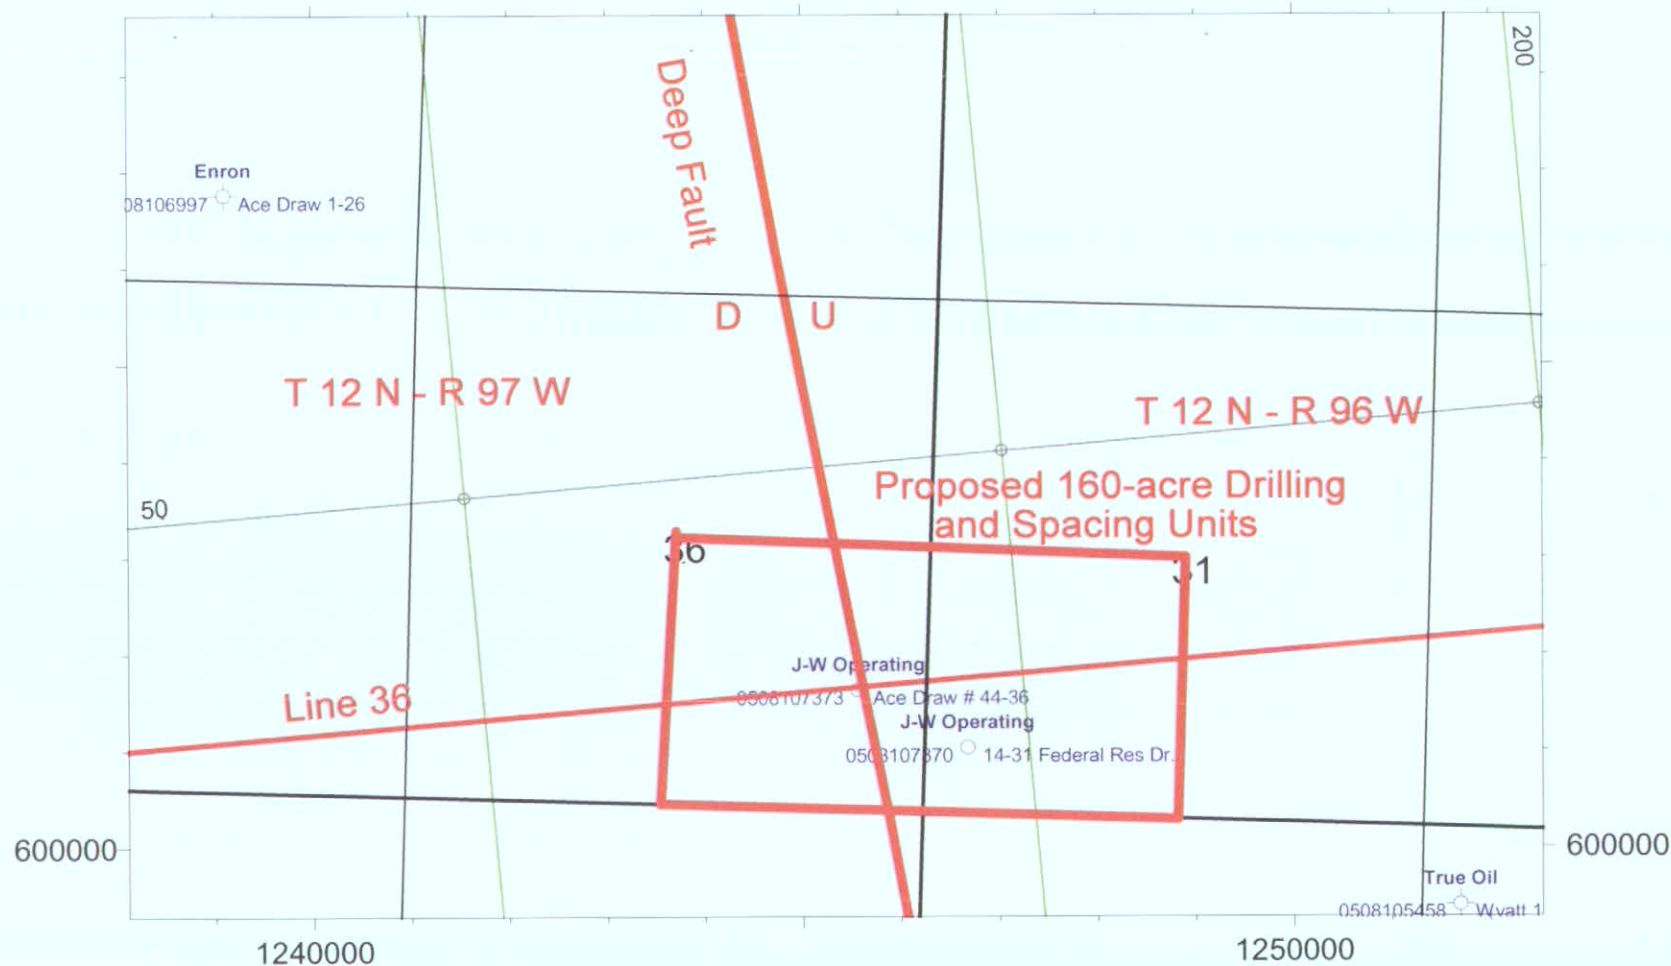 200
Deep Fault
Enron
08106997 Ace Draw 1-26
D U
T 12 N - R 97 W
T 12 N - R 96 W
Proposed 160-acre Drilling
and Spacing Units
50
36
31
J-W Operating
0508107373 Ace Draw # 44-36
J-W Operating
0508107370 14-31 Federal Res Dr.
Line 36
600000
600000
True Oil
0508105458 Wyatt 1
1240000
1250000